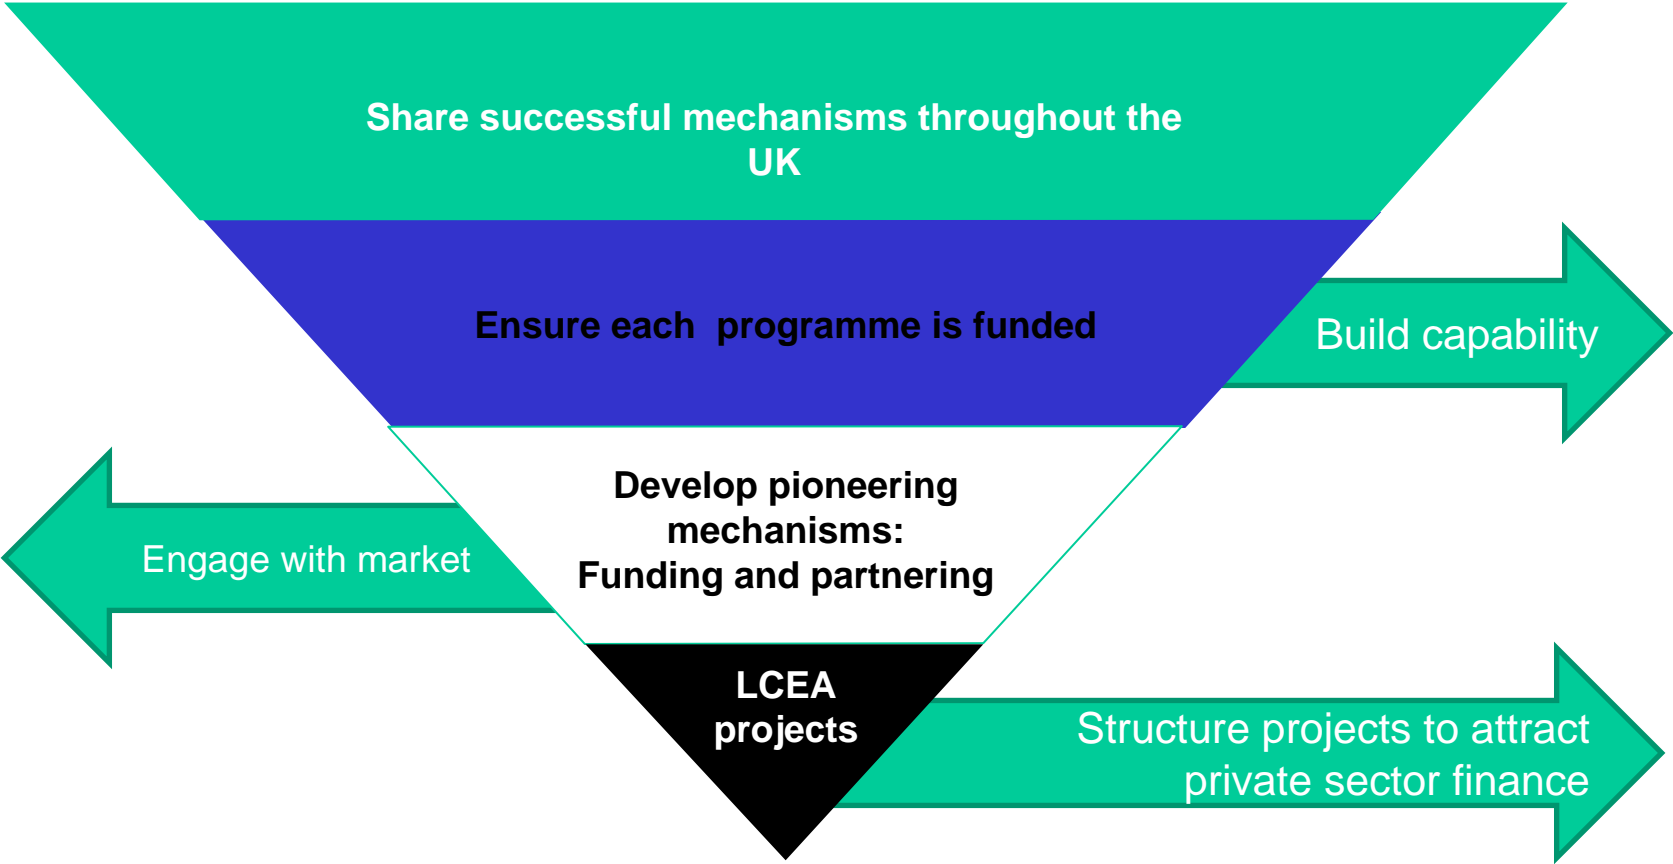 Share successful mechanisms throughout the
UK
Ensure each  programme is funded
Build capability
Develop pioneering
mechanisms:
Funding and partnering
Engage with market
LCEA
projects
Structure projects to attract
private sector finance